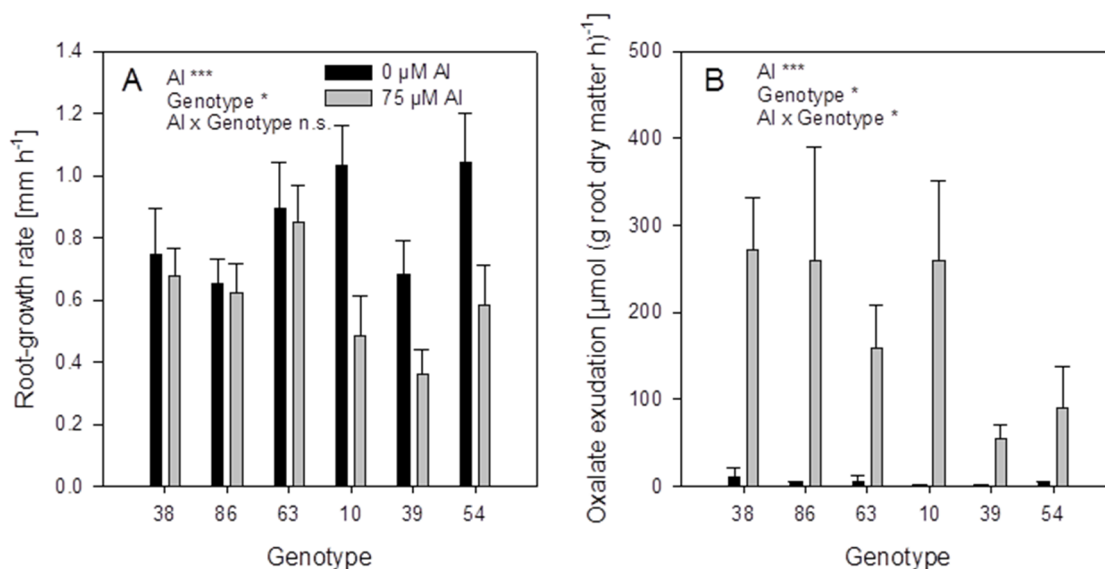 A
Al ***
Genotype *
Al x Genotype n.s.
0 µM Al
75 µM Al
Root-growth rate [mm h-1]
1.4
1.2
1.0
0.8
0.6
0.4
0.2
0.0
38 86 63 10 39 54
Genotype
B
Al ***
Genotype *
Al x Genotype *
Oxalate exudation [µmol (g root dry matter h)-1
500
400
300
200
100
0
38 86 63 10 39 54
Genotype